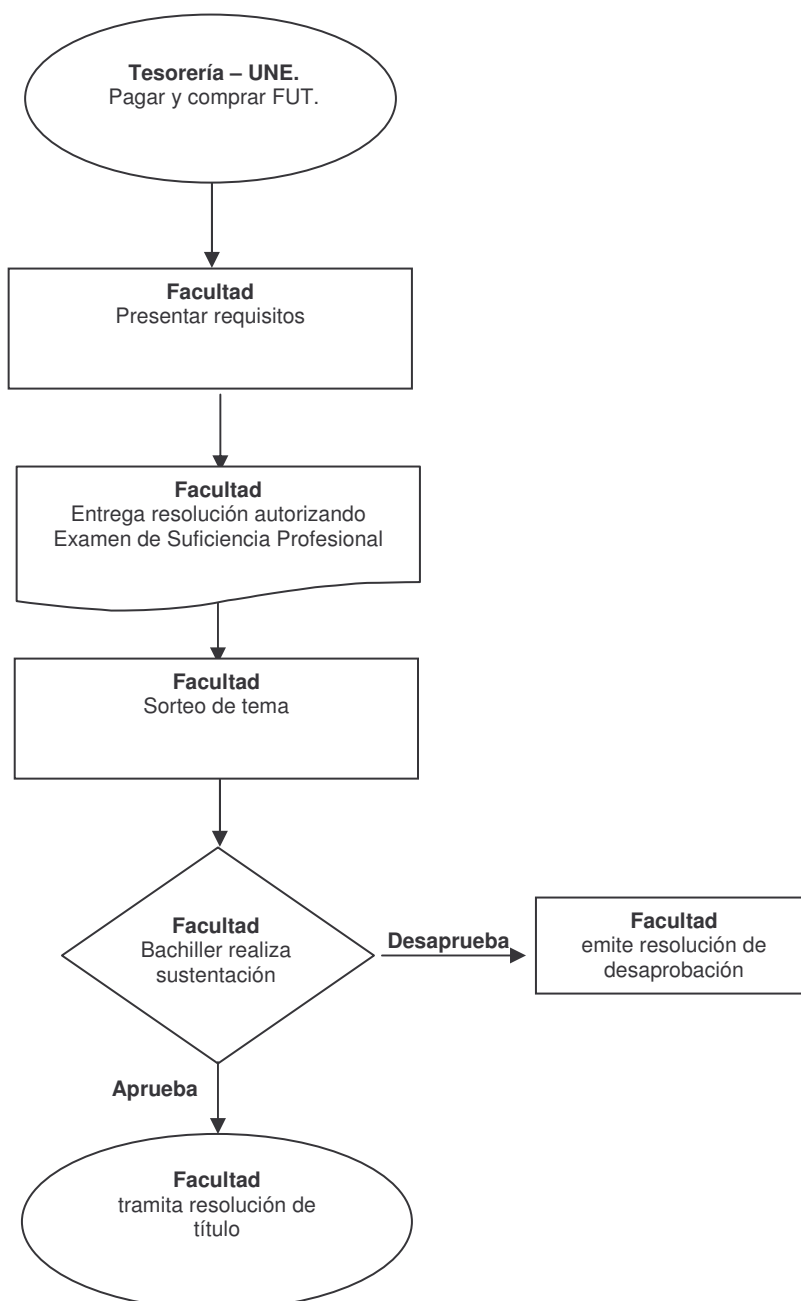 Tesorería – UNE.
Pagar y comprar FUT.
Facultad
Presentar requisitos
Facultad
Entrega resolución autorizando
Examen de Suficiencia Profesional
Facultad
Sorteo de tema
Facultad
Bachiller realiza
sustentación
Desaprueba
Facultad
emite resolución de
desaprobación
Aprueba
Facultad
tramita resolución de
título